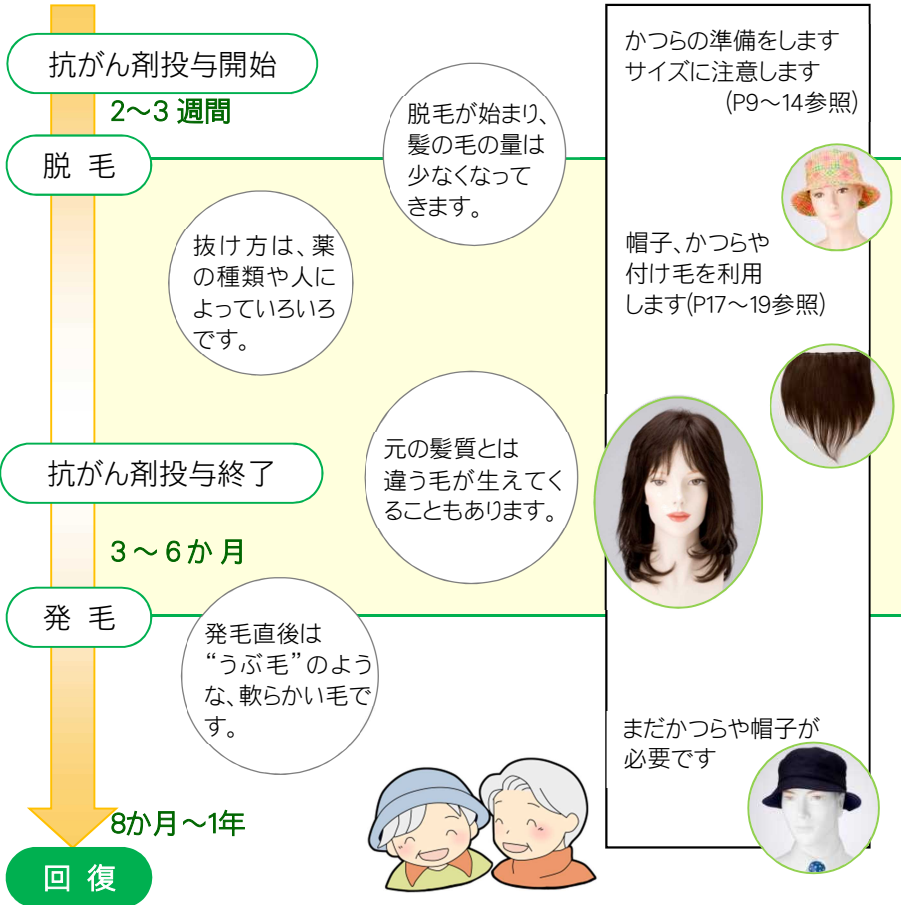 抗がん剤投与開始
2～3 週間
脱 毛
脱毛が始まり、
髪の毛の量は
少なくなって
きます。
抜け方は、薬
の種類や人に
よっていろいろ
です。
抗がん剤投与終了
元の髪質とは
違う毛が生えてく
ることもあります。
3～6か月
発 毛
発毛直後は
“うぶ毛”のよう
な、軟らかい毛で
す。
8か月～1年
回 復
かつらの準備をします
サイズに注意します
(P9～14参照)
帽子、かつらや
付け毛を利用
します(P17～19参照)
まだかつらや帽子が
必要です